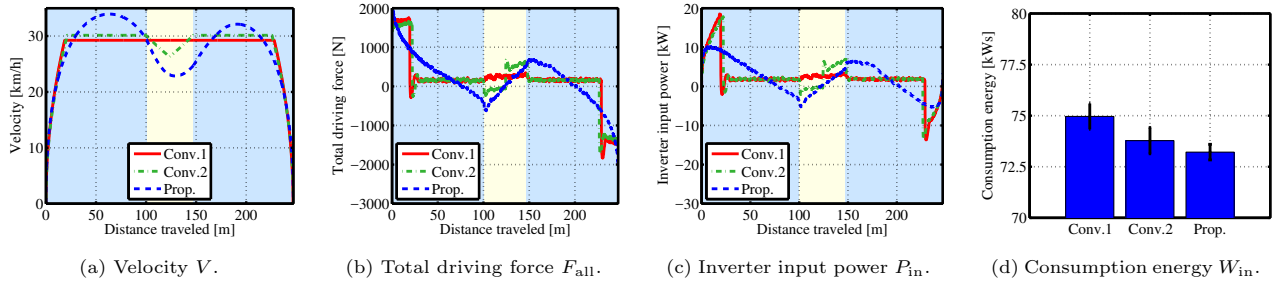 35
30
20
10
0
0
50
100
150
200
Velocity [km/h]
Distance traveled [m]
Conv.1
Conv.2
Prop.
(a) Velocity V.
2000
1000
0
−1000
−2000
−3000
0
50
100
150
200
Total driving force [N]
Distance traveled [m]
Conv.1
Conv.2
Prop.
(b) Total driving force Fall.
20
10
0
−10
−20
−30
0
50
100
150
200
Inverter input power [kW]
Distance traveled [m]
Conv.1
Conv.2
Prop.
(c) Inverter input power Pin.
80
77.5
75
72.5
70
Consumption energy [kWs]
Conv.1
Conv.2
Prop.
(d) Consumption energy Win.